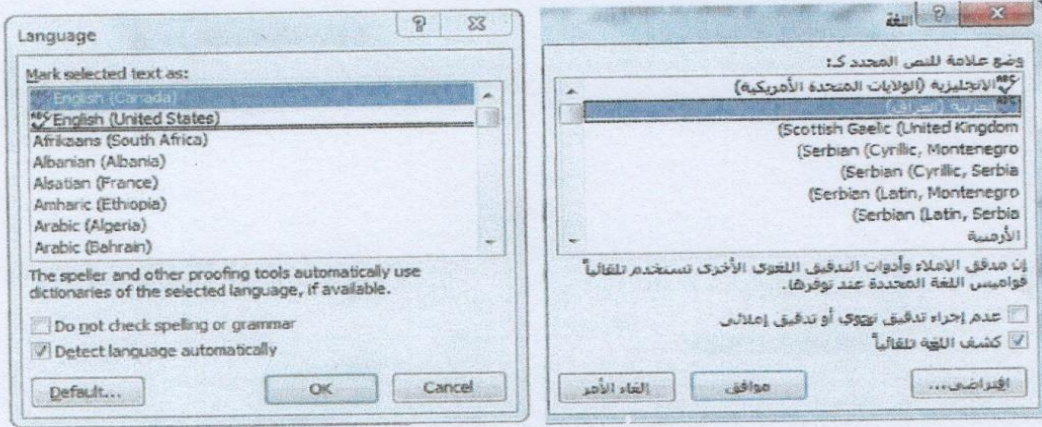 Language
Mark selected text as:
English (Canada)
English (United States)
Afrikaans (South Africa)
Albanian (Albania)
Alsatian (France)
Amharic (Ethiopia)
Arabic (Algeria)
Arabic (Bahrain)
The speller and other proofing tools automatically use
dictionaries of the selected language, if available.
Do not check spelling or grammar
Detect language automatically
Default...
OK
Cancel
اللغة
وضع علامة للنص المحدد كـ:
الإنجليزية (الولايات المتحدة الأمريكية)
العربية (العراق)
(Scottish Gaelic (United Kingdom
(Serbian (Cyrillic, Montenegro
(Serbian (Cyrillic, Serbia
(Serbian (Latin, Montenegro
(Serbian (Latin, Serbia
الأرمنية
إن مدقق الإملاء وأدوات التدقيق اللغوي الأخرى تستخدم تلقائياً
قواميس اللغة المحددة عند توفرها.
عدم إجراء تدقيق نحوي أو تدقيق إملائي
كشف اللغة تلقائياً
افتراضي...
موافق
إلغاء الأمر